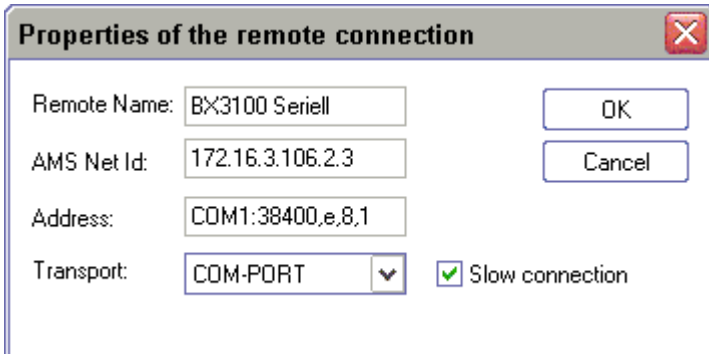 Properties of the remote connection
Remote Name: BX3100 Seriell OK
AMS Net Id: 172.16.3.106.2.3 Cancel
Address: COM1:38400,e,8,1
Transport: COM-PORT Slow connection